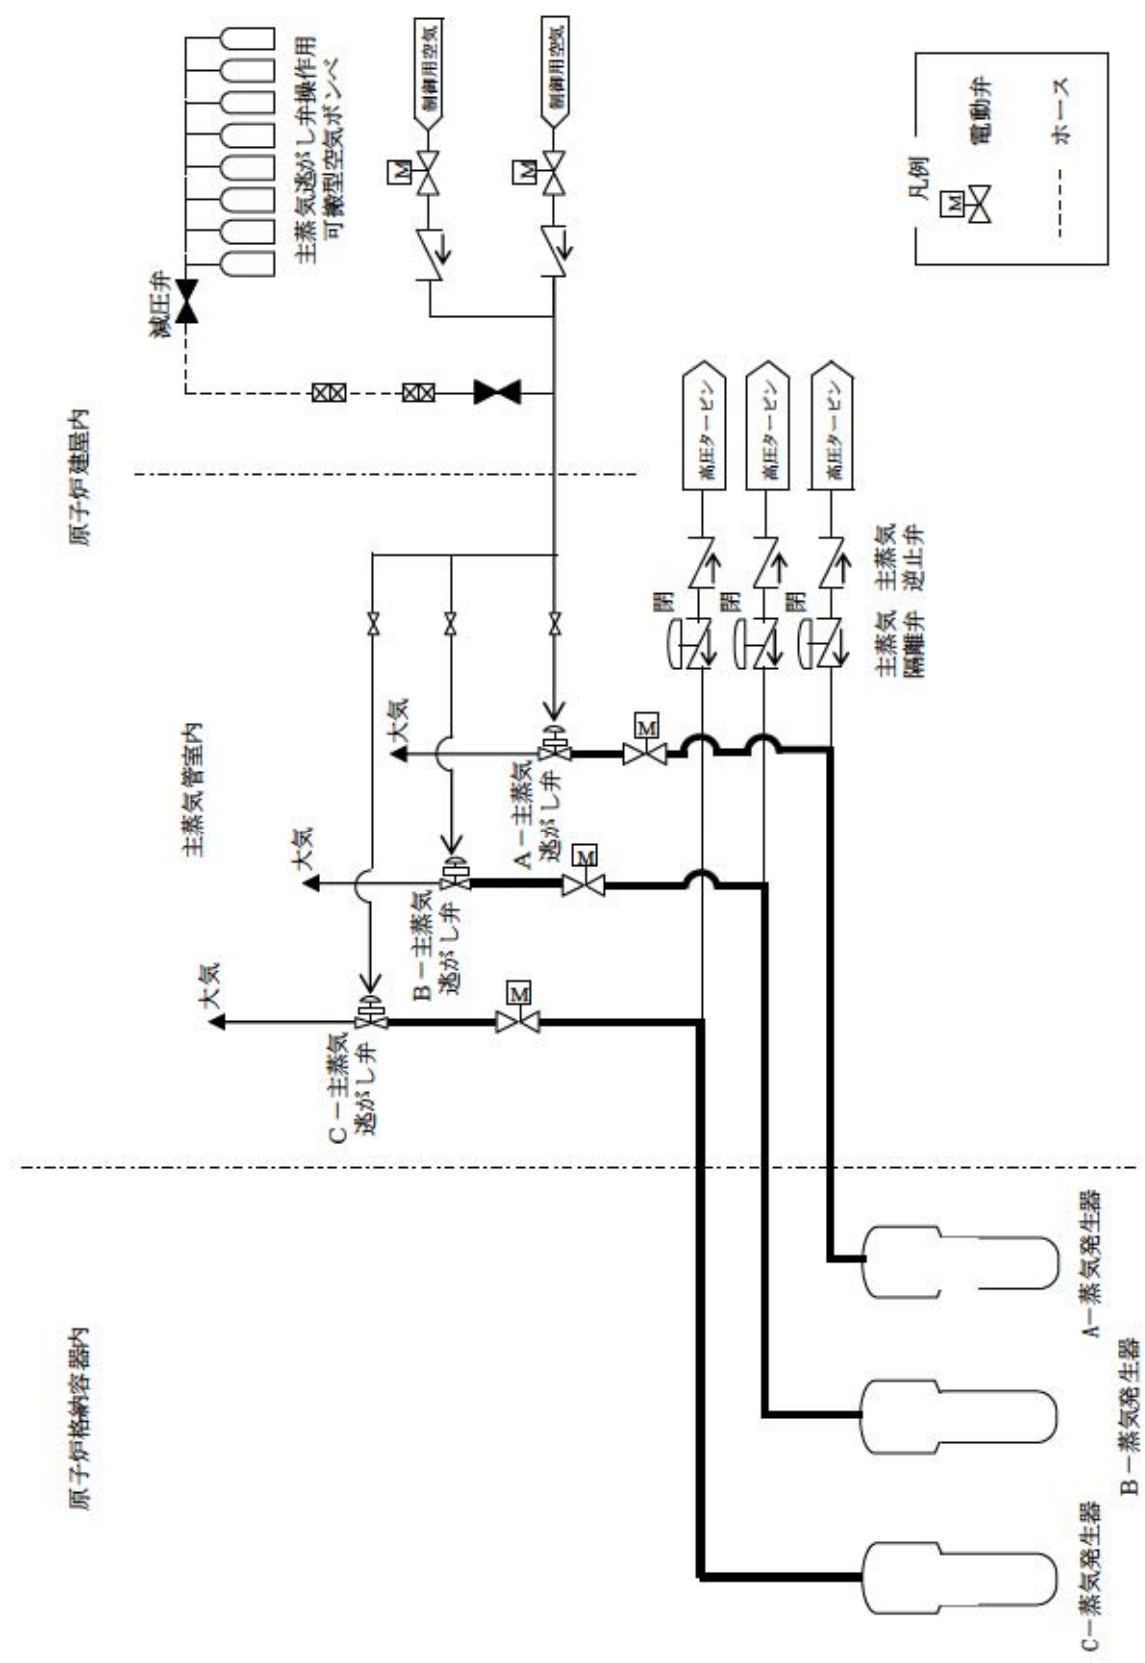 原子炉格納容器内
主蒸気管室内
原子炉建屋内
減圧弁
主蒸気逃がし弁操作用
可搬型空気ボンベ
制御用空気
制御用空気
M
M
大気
大気
大気
C－主蒸気
逃がし弁
B－主蒸気
逃がし弁
A－主蒸気
逃がし弁
M
M
M
閉
閉
閉
高圧タービン
高圧タービン
高圧タービン
主蒸気
隔離弁
主蒸気
逆止弁
C－蒸気発生器
B－蒸気発生器
A－蒸気発生器
凡例
M
電動弁
ホース